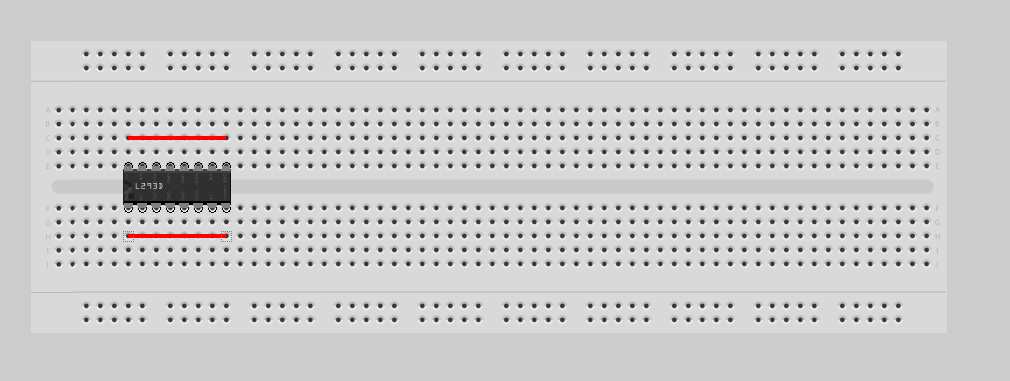 A A
B B
C C
D D
E E
L293D
F F
G G
H H
I I
J J